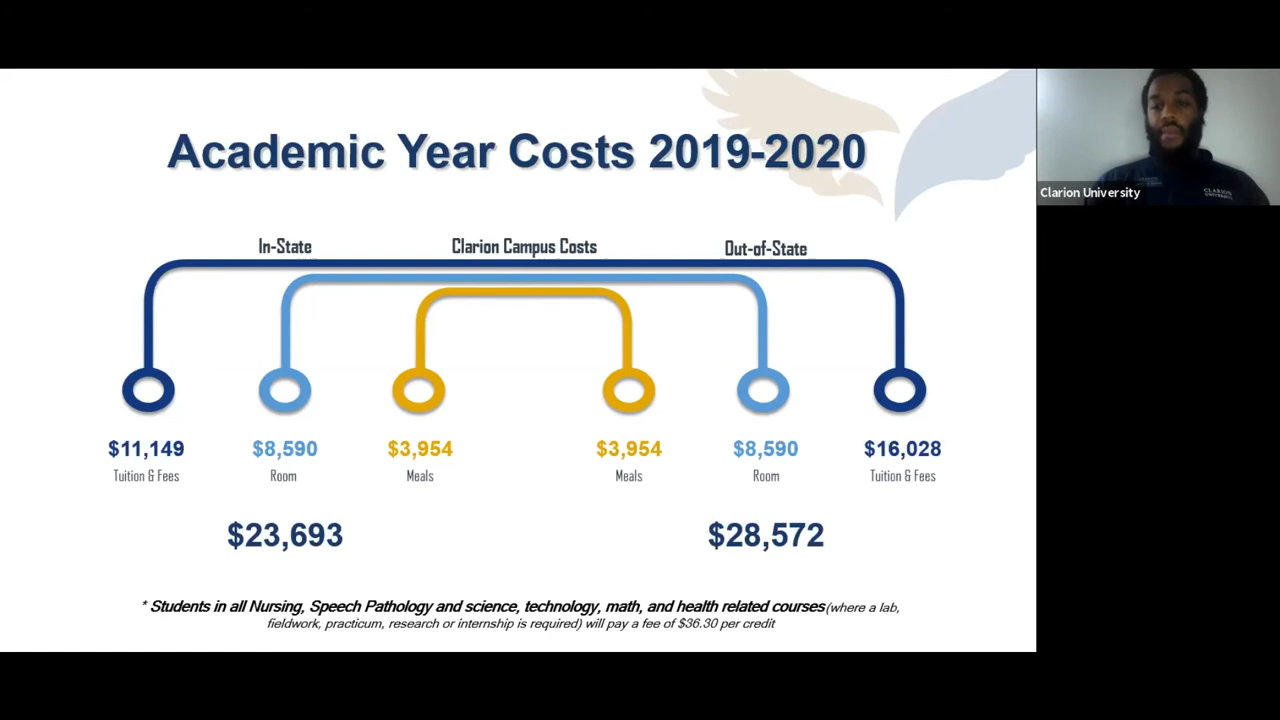 Academic Year Costs 2019-2020
Clarion University
CLARION
UNIVERSITY
In-State
Clarion Campus Costs
Out-of-State
$11,149
$8,590
$3,954
$3,954
$8,590
$16,028
Tuition & Fees
Room
Meals
Meals
Room
Tuition & Fees
$23,693
$28,572
* Students in all Nursing, Speech Pathology and science, technology, math, and health related courses(where a lab,
fieldwork, practicum, research or internship is required) will pay a fee of $36.30 per credit